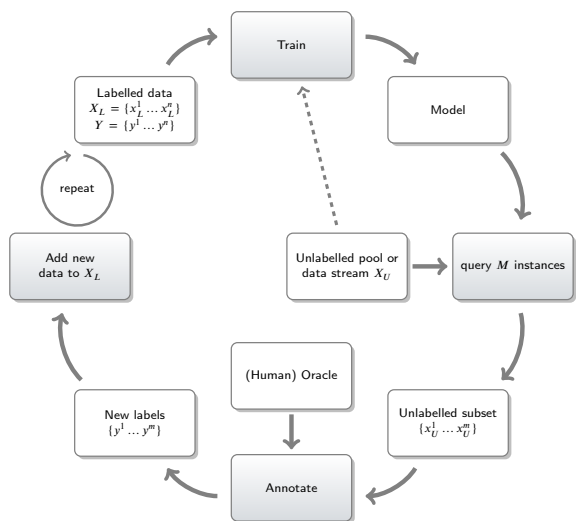 Train
Labelled data
X_L = {x_L^1 … x_L^n}
Y = {y^1 … y^n}
Model
repeat
Add new
data to X_L
Unlabelled pool or
data stream X_U
query M instances
(Human) Oracle
New labels
{y^1 … y^m}
Unlabelled subset
{x_U^1 … x_U^m}
Annotate